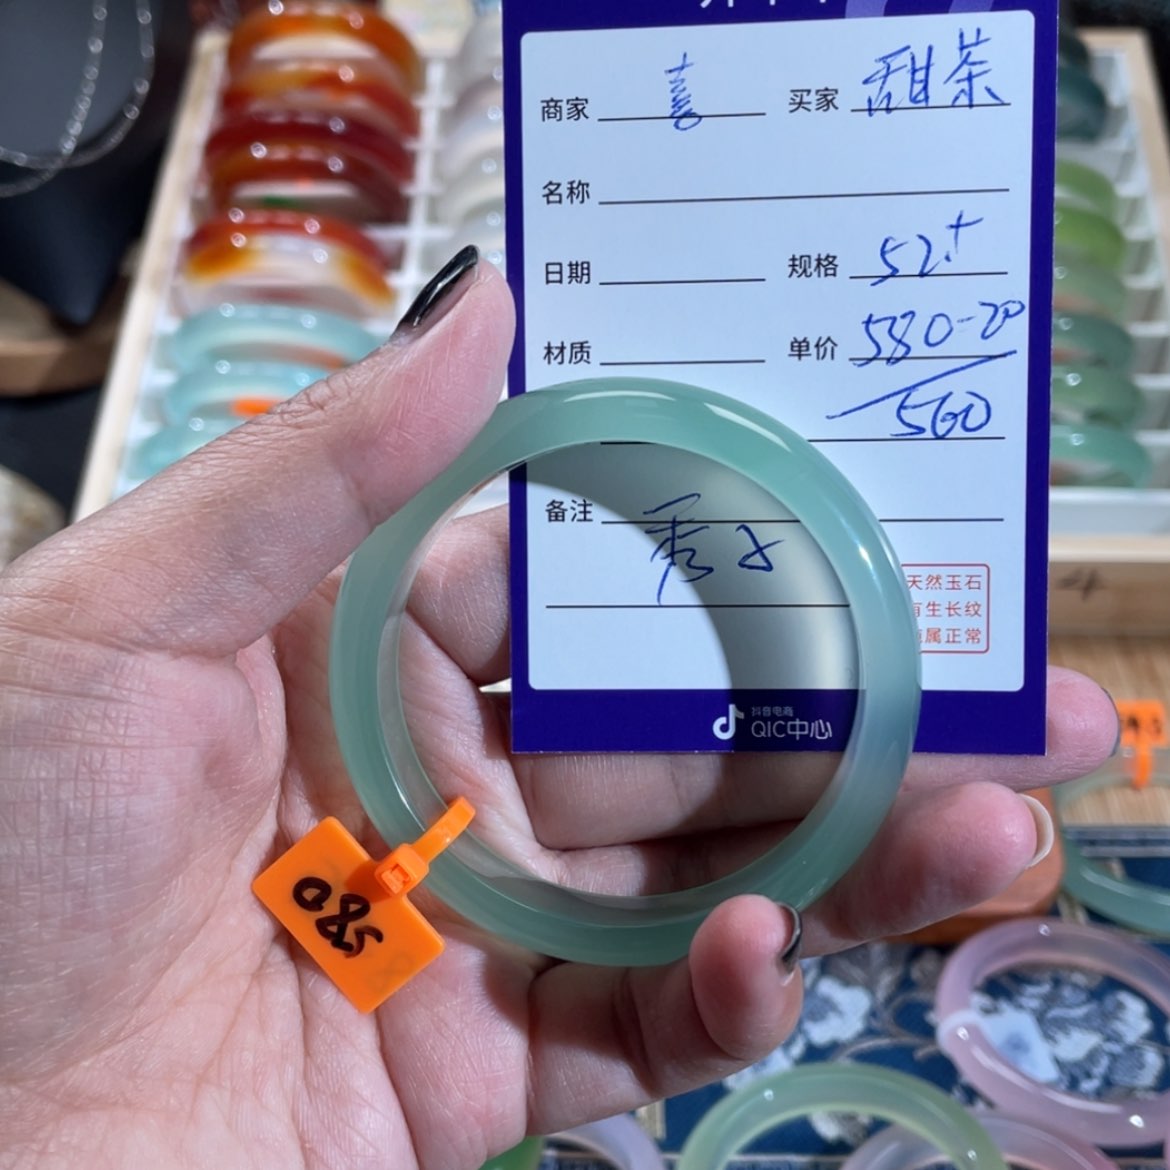 商家 喜 买家 甜茶
名称
日期 规格 52+
材质 单价 580-20
560
备注
秀
天然玉石
有生长纹
属正常
抖音电商
QIC中心
580